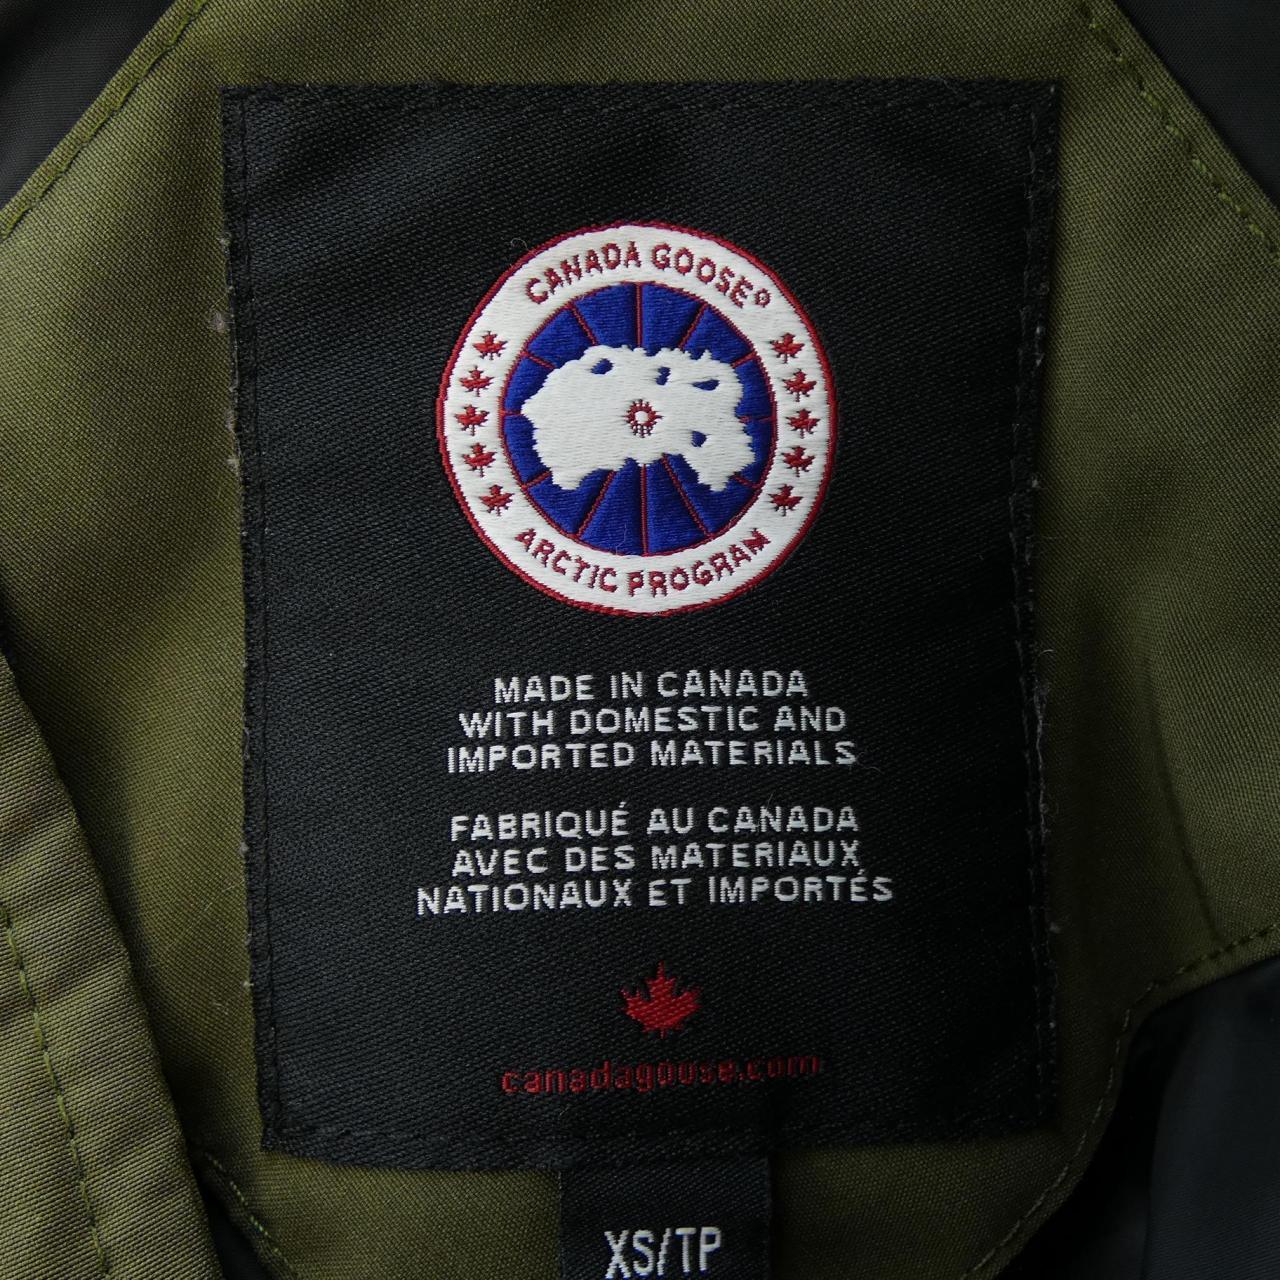 CANADA GOOSE®
ARCTIC PROGRAM
MADE IN CANADA
WITH DOMESTIC AND
IMPORTED MATERIALS
FABRIQUÉ AU CANADA
AVEC DES MATERIAUX
NATIONAUX ET IMPORTÉS
canadagoose.com
XS/TP